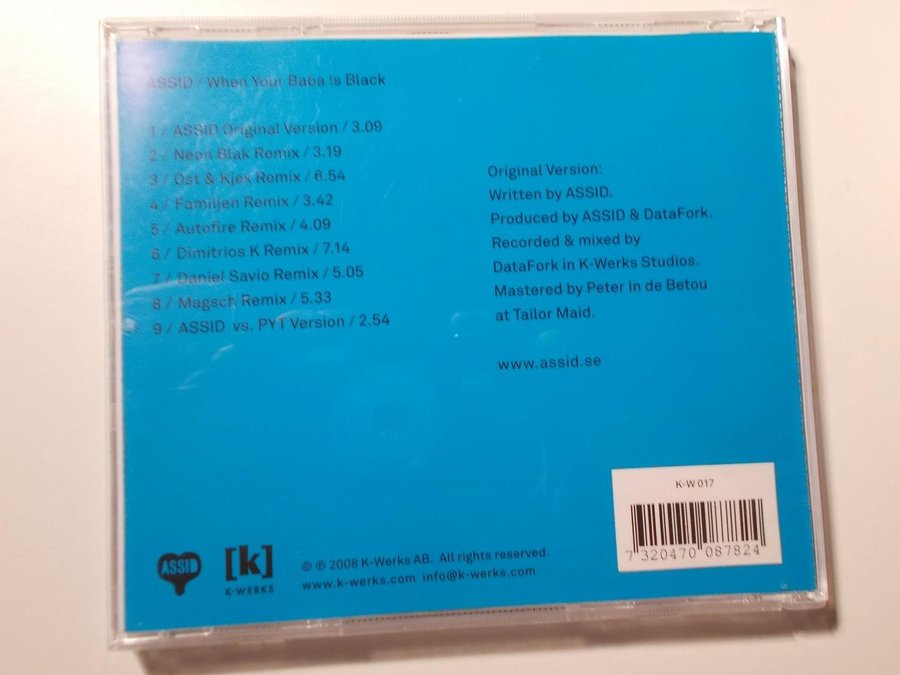 ASSID / When Your Baba Is Black
1 / ASSID Original Version / 3.09
2 / Neon Blak Remix / 3.19
3 / Ost & Kjex Remix / 6.54
4 / Familjen Remix / 3.42
5 / Autofire Remix / 4.09
6 / Dimitrios K Remix / 7.14
7 / Daniel Savio Remix / 5.05
8 / Magsch Remix / 5.33
9 / ASSID vs. PYT Version / 2.54
Original Version:
Written by ASSID.
Produced by ASSID & DataFork.
Recorded & mixed by
DataFork in K-Werks Studios.
Mastered by Peter In de Betou
at Tailor Maid.
www.assid.se
K-W 017
7 320470 087824
ASSID
[k]
K-WERKS
© ℗ 2008 K-Werks AB. All rights reserved.
www.k-werks.com info@k-werks.com